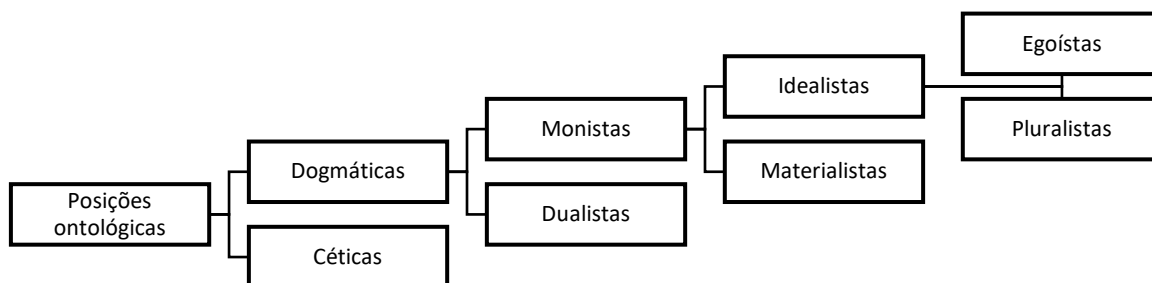 Egoístas
Idealistas
Monistas
Pluralistas
Dogmáticas
Materialistas
Posições
ontológicas
Dualistas
Céticas